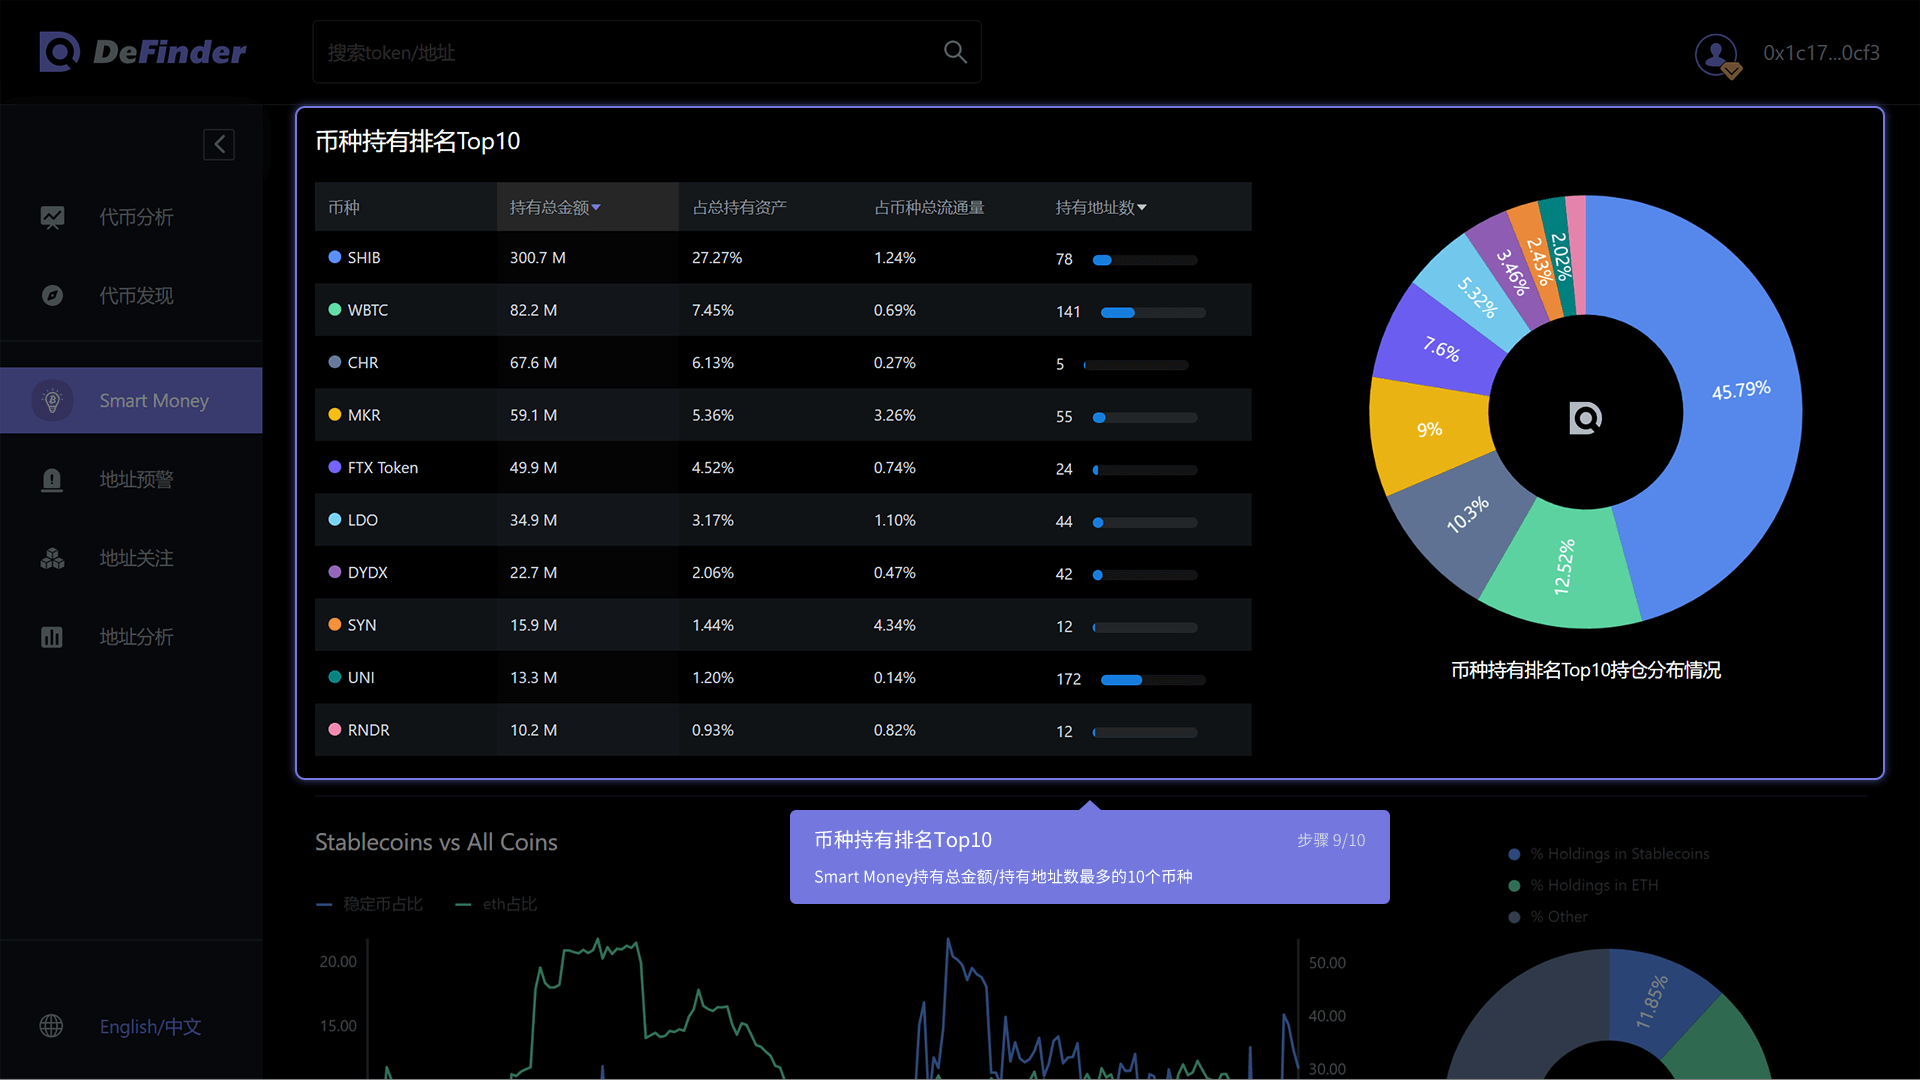 DeFinder
搜索token/地址
0x1c17...0cf3
代币分析
代币发现
Smart Money
地址预警
地址关注
地址分析
English/中文
币种持有排名Top10
币种 持有总金额 占总持有资产 占币种总流通量 持有地址数
SHIB 300.7 M 27.27% 1.24% 78
WBTC 82.2 M 7.45% 0.69% 141
CHR 67.6 M 6.13% 0.27% 5
MKR 59.1 M 5.36% 3.26% 55
FTX Token 49.9 M 4.52% 0.74% 24
LDO 34.9 M 3.17% 1.10% 44
DYDX 22.7 M 2.06% 0.47% 42
SYN 15.9 M 1.44% 4.34% 12
UNI 13.3 M 1.20% 0.14% 172
RNDR 10.2 M 0.93% 0.82% 12
45.79%
12.52%
10.3%
9%
7.6%
5.32%
3.46%
2.43%
2.02%
币种持有排名Top10持仓分布情况
币种持有排名Top10 步骤 9/10
Smart Money持有总金额/持有地址数最多的10个币种
Stablecoins vs All Coins
稳定币占比 eth占比
20.00
15.00
50.00
40.00
30.00
% Holdings in Stablecoins
% Holdings in ETH
% Other
11.85%